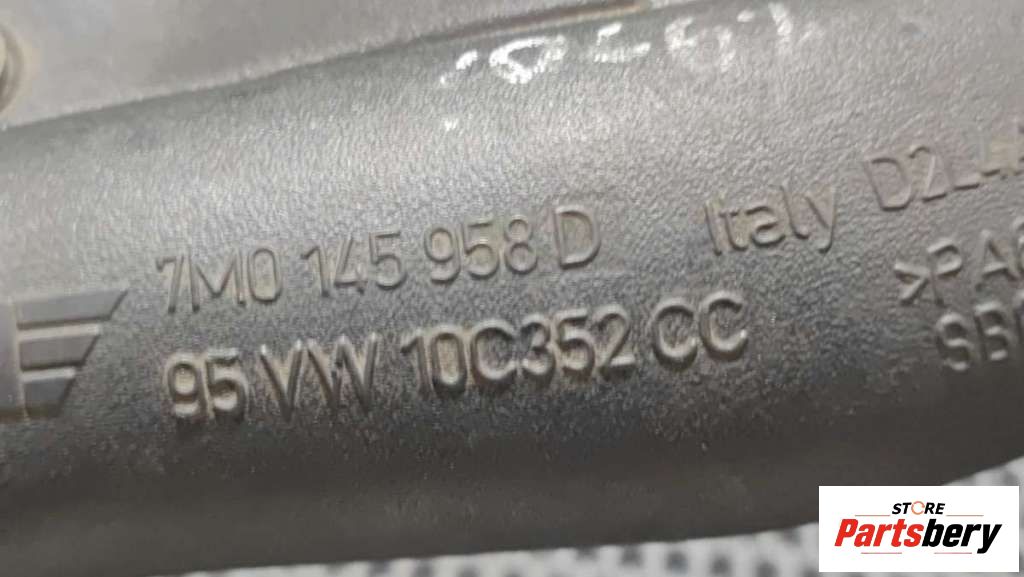 7M0 145 958 D Italy
95 VW 10C352 CC
STORE
Partsbery